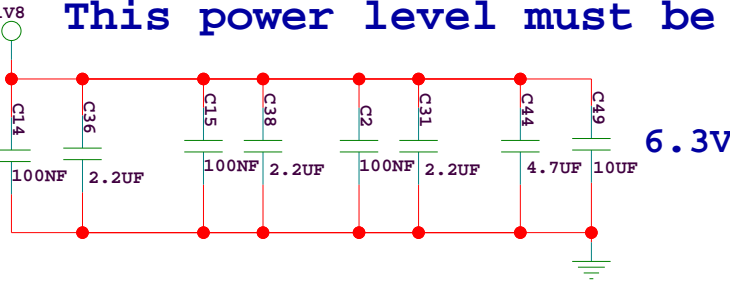 This power level must be
C14
C36
C15
C38
C2
C31
C44
C49
6.3V
100NF
2.2UF
100NF
2.2UF
100NF
2.2UF
4.7UF
10UF